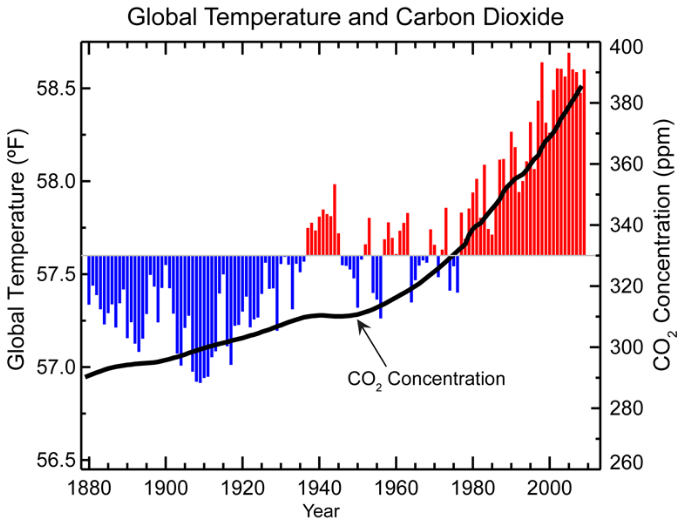 Global Temperature and Carbon Dioxide
Global Temperature (ºF)
58.5
58.0
57.5
57.0
56.5
400
380
360
340
320
300
280
260
CO₂ Concentration (ppm)
CO₂ Concentration
1880 1900 1920 1940 1960 1980 2000
Year